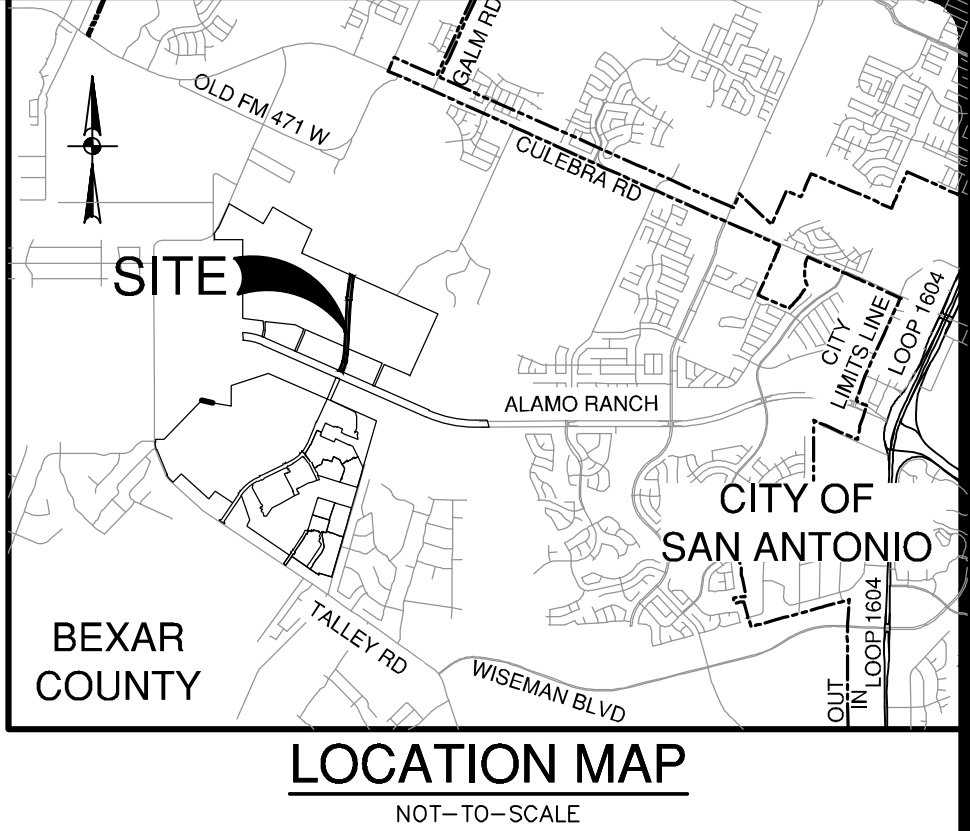 GALM RD
OLD FM 471 W
CULEBRA RD
SITE
CITY
LIMITS LINE
LOOP 1604
ALAMO RANCH
CITY OF
SAN ANTONIO
BEXAR
COUNTY
TALLEY RD
WISEMAN BLVD
OUT
IN
LOOP 1604
LOCATION MAP
NOT-TO-SCALE